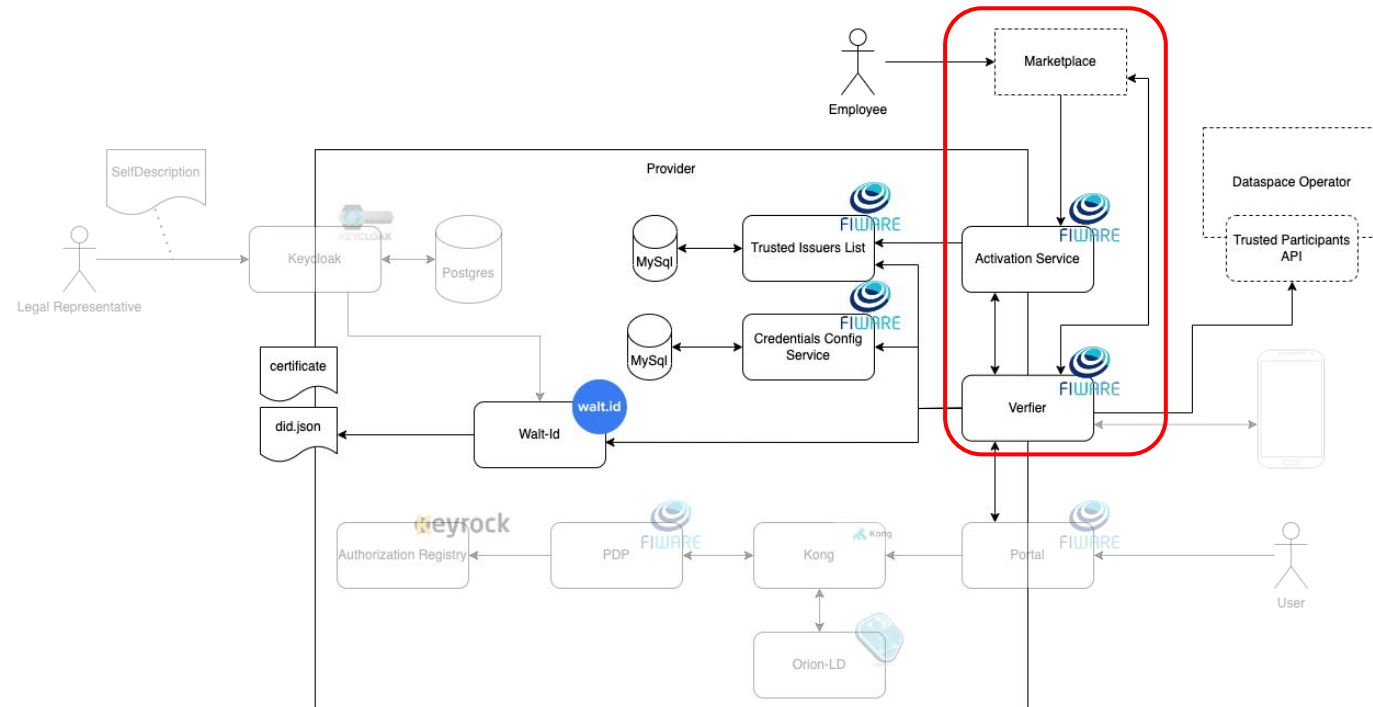 Marketplace
Employee
Provider
Dataspace Operator
SelfDescription
FIWARE
FIWARE
KEYCLOAK
Trusted Issuers List
MySql
Activation Service
Trusted Participants
API
Keycloak
Postgres
Legal Representative
FIWARE
Credentials Config
Service
MySql
certificate
FIWARE
walt.id
Verfier
did.json
Walt-Id
keyrock
FIWARE
Kong
FIWARE
Authorization Registry
PDP
Kong
Portal
User
Orion-LD